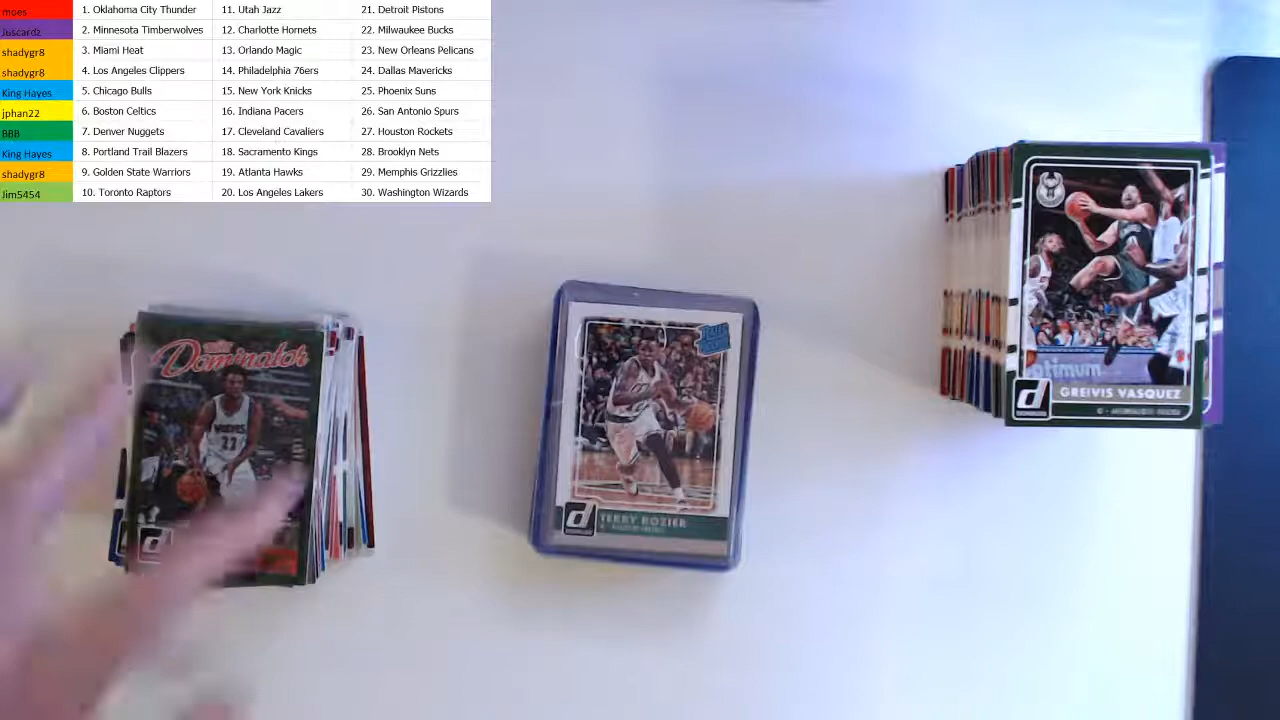 moes
1. Oklahoma City Thunder
11. Utah Jazz
21. Detroit Pistons
Juscardz
2. Minnesota Timberwolves
12. Charlotte Hornets
22. Milwaukee Bucks
shadygr8
3. Miami Heat
13. Orlando Magic
23. New Orleans Pelicans
shadygr8
4. Los Angeles Clippers
14. Philadelphia 76ers
24. Dallas Mavericks
King Hayes
5. Chicago Bulls
15. New York Knicks
25. Phoenix Suns
jphan22
6. Boston Celtics
16. Indiana Pacers
26. San Antonio Spurs
BBB
7. Denver Nuggets
17. Cleveland Cavaliers
27. Houston Rockets
King Hayes
8. Portland Trail Blazers
18. Sacramento Kings
28. Brooklyn Nets
shadygr8
9. Golden State Warriors
19. Atlanta Hawks
29. Memphis Grizzlies
Jim5454
10. Toronto Raptors
20. Los Angeles Lakers
30. Washington Wizards
Dominator
WOLVES
22
TERRY ROZIER
optimum
GREIVIS VASQUEZ